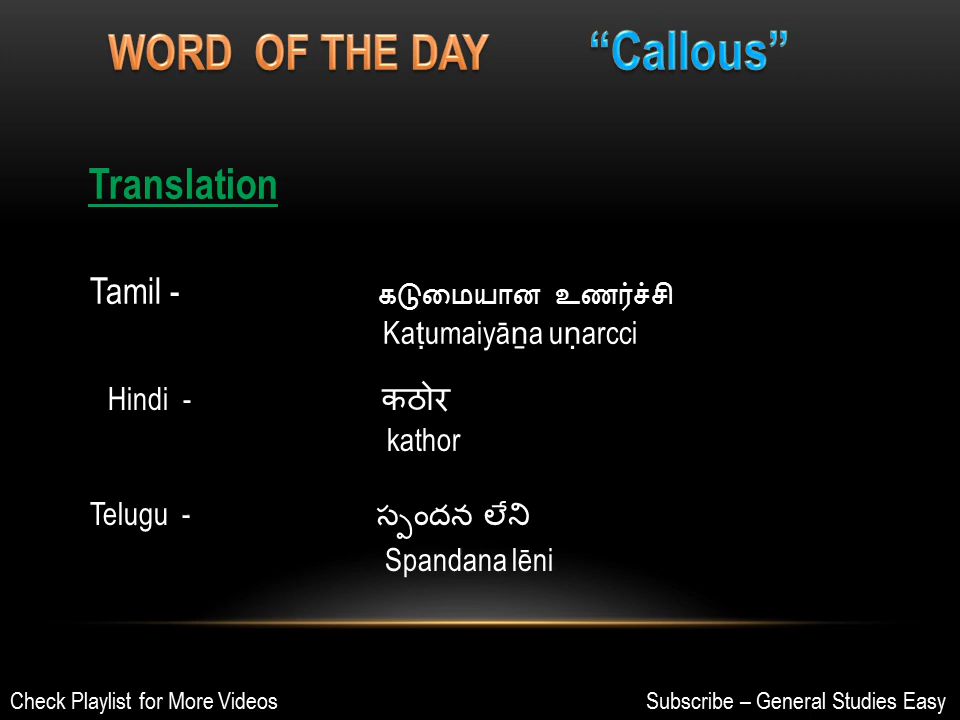 WORD OF THE DAY “Callous”
Translation
Tamil - கடுமையான உணர்ச்சி
Kaṭumaiyāṉa uṇarcci
Hindi - कठोर
kathor
Telugu - స్పందన లేని
Spandana lēni
Check Playlist for More Videos Subscribe – General Studies Easy